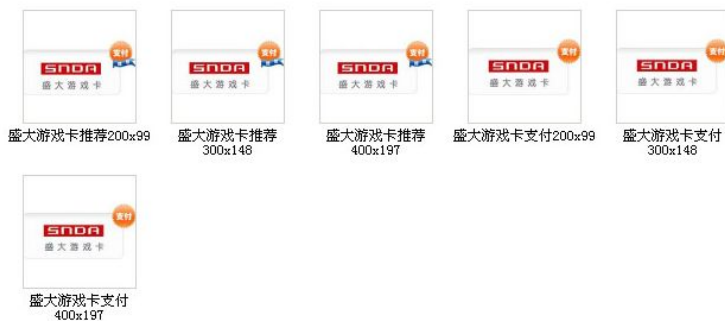 支付
SNDA
盛大游戏卡
盛大游戏卡推荐200x99
支付
SNDA
盛大游戏卡
盛大游戏卡推荐
300x148
支付
SNDA
盛大游戏卡
盛大游戏卡推荐
400x197
支付
SNDA
盛大游戏卡
盛大游戏卡支付200x99
支付
SNDA
盛大游戏卡
盛大游戏卡支付
300x148
支付
SNDA
盛大游戏卡
盛大游戏卡支付
400x197